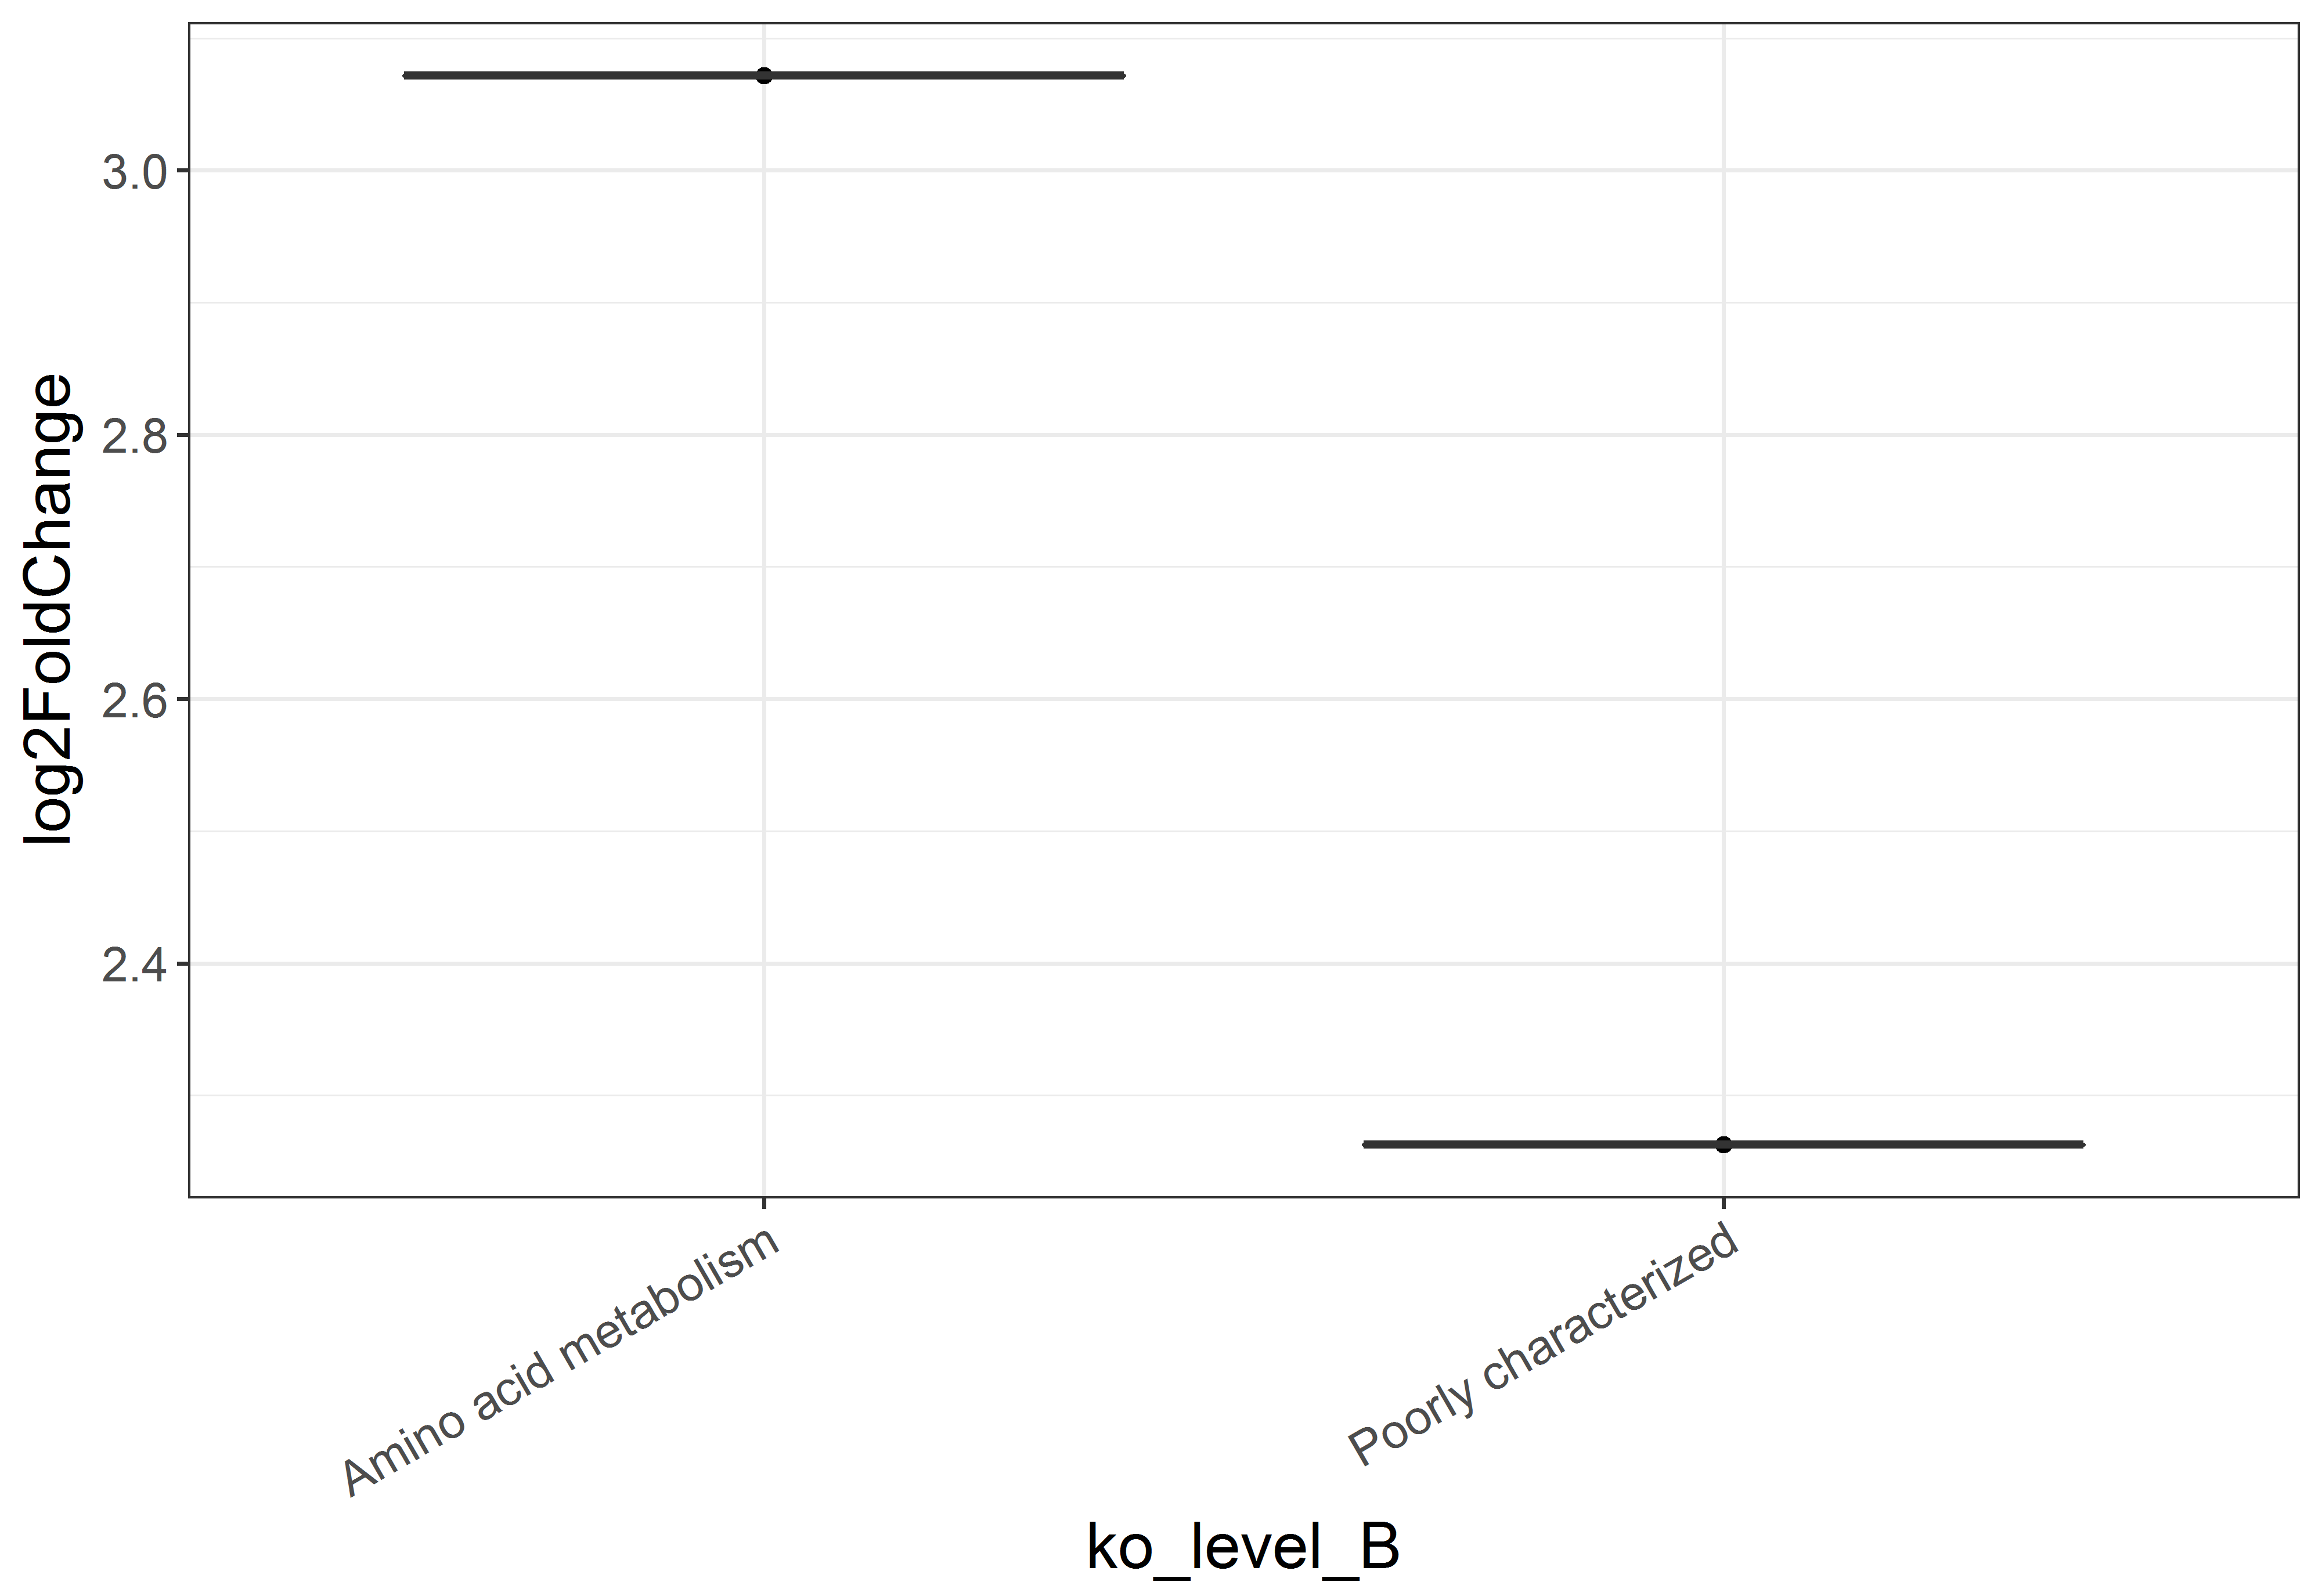 log2FoldChange
3.0
2.8
2.6
2.4
Amino acid metabolism
Poorly characterized
ko_level_B